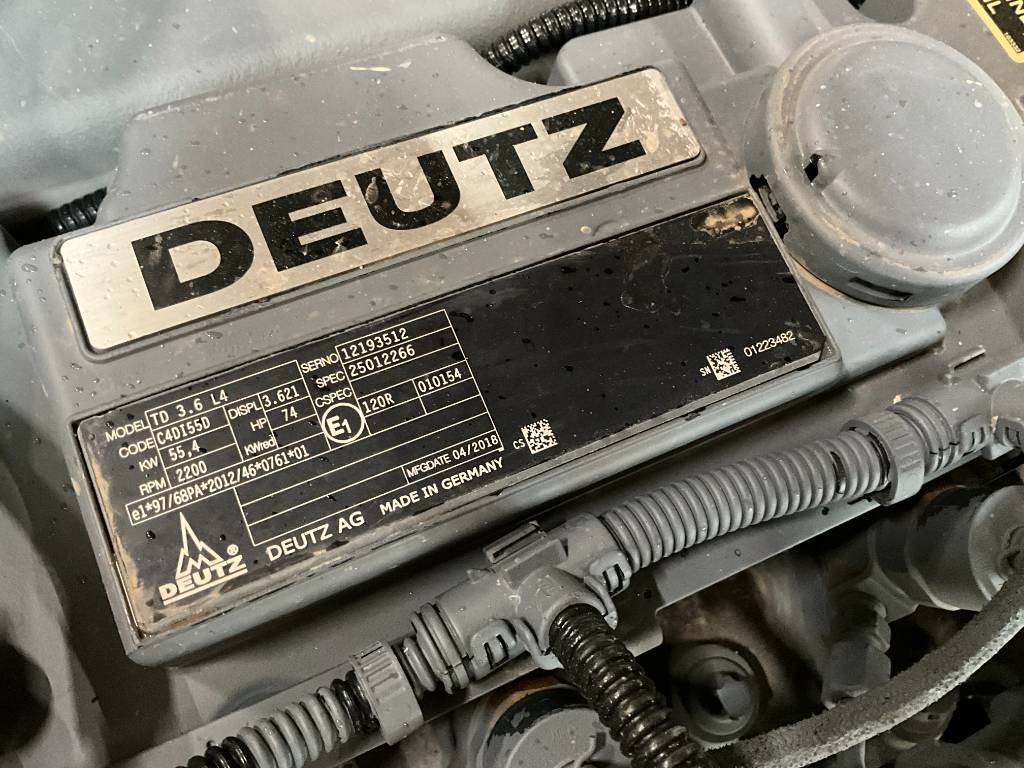 DEUTZ
MODEL TD 3.6 L4 SERNO 12193512
CODE C4DI55D DISPL 3.621 SPEC 25012266
KW 55,4 HP 74 CSPEC
RPM 2200 KWred E1 120R 010154
e1*97/68PA*2012/46*0761*01
MFGDATE 04/2018
DEUTZ AG MADE IN GERMANY
DEUTZ®
CS
SN 01223482